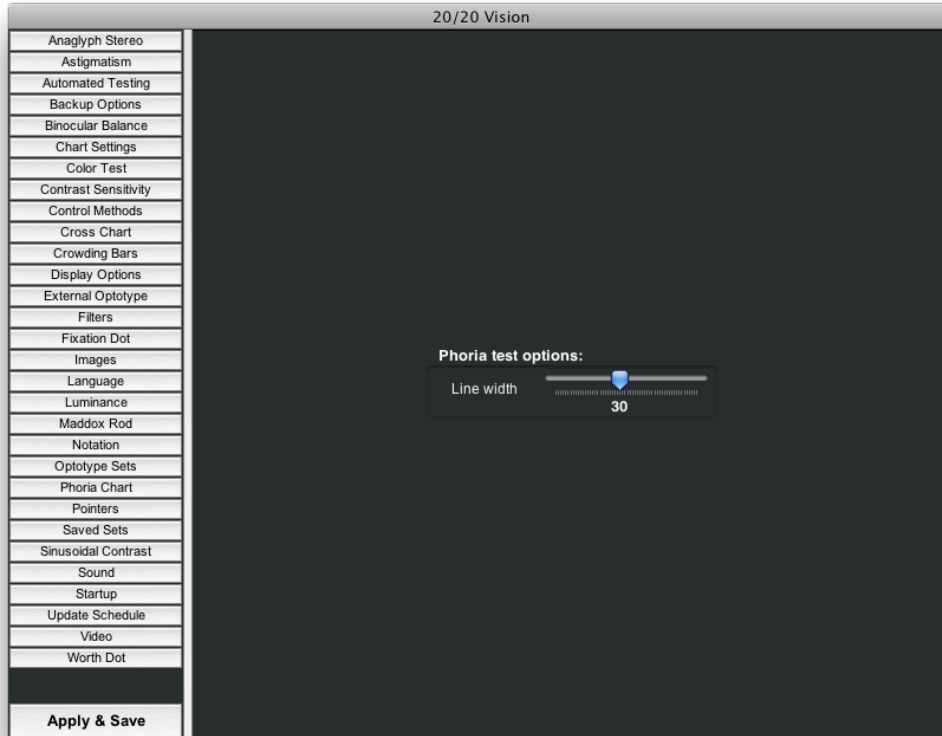 20/20 Vision
Anaglyph Stereo
Astigmatism
Automated Testing
Backup Options
Binocular Balance
Chart Settings
Color Test
Contrast Sensitivity
Control Methods
Cross Chart
Crowding Bars
Display Options
External Optotype
Filters
Fixation Dot
Images
Language
Luminance
Maddox Rod
Notation
Optotype Sets
Phoria Chart
Pointers
Saved Sets
Sinusoidal Contrast
Sound
Startup
Update Schedule
Video
Worth Dot
Apply & Save
Phoria test options:
Line width
30